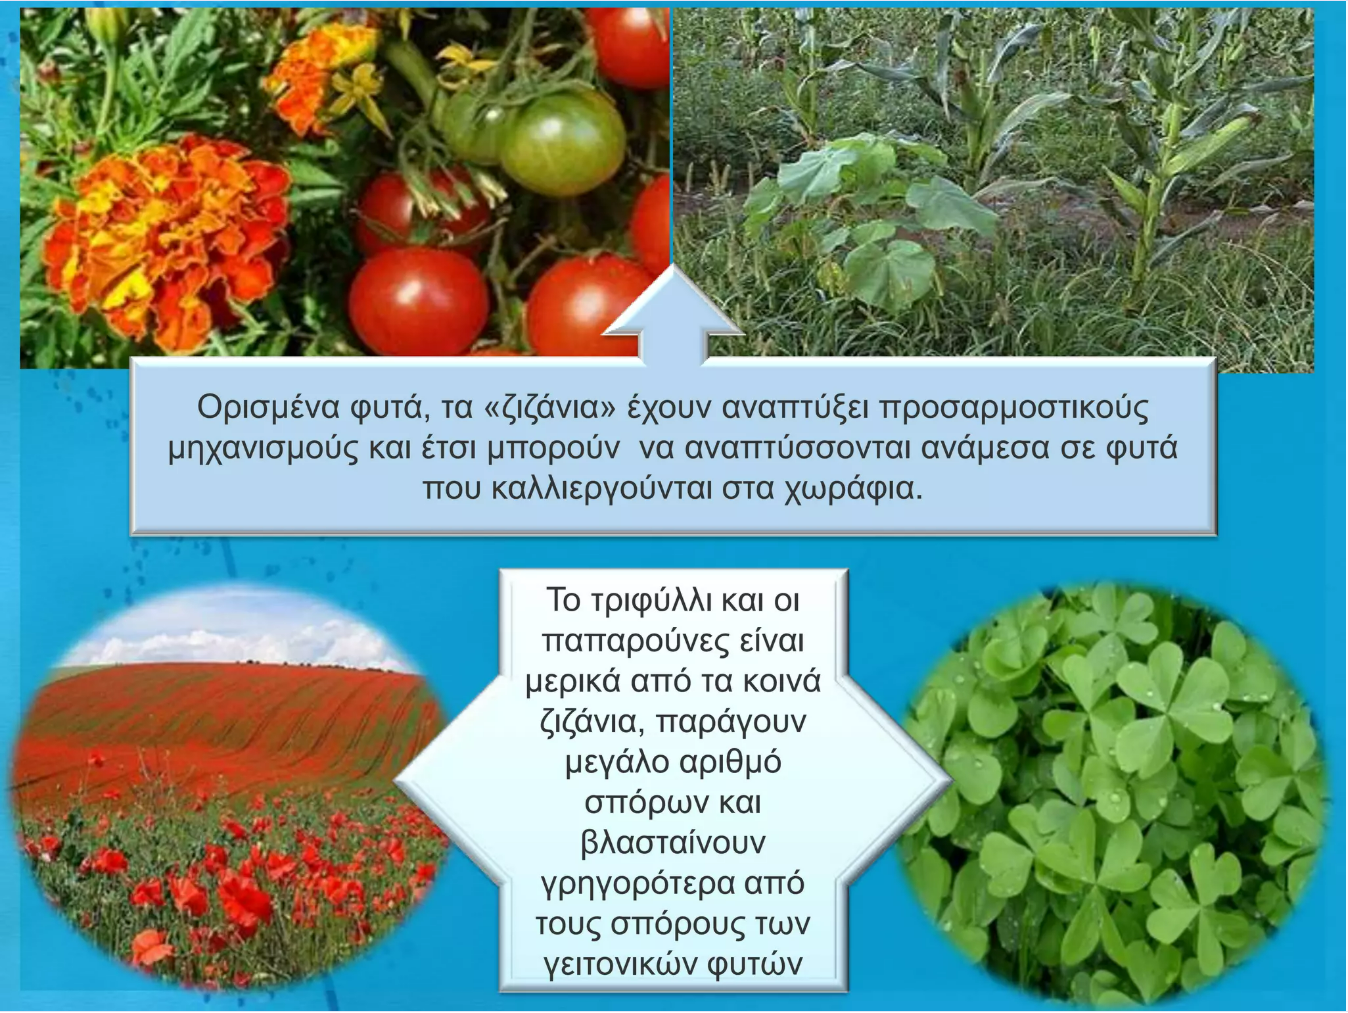 Ορισμένα φυτά, τα «ζιζάνια» έχουν αναπτύξει προσαρμοστικούς
μηχανισμούς και έτσι μπορούν  να αναπτύσσονται ανάμεσα σε φυτά
που καλλιεργούνται στα χωράφια.
Το τριφύλλι και οι
παπαρούνες είναι
μερικά από τα κοινά
ζιζάνια, παράγουν
μεγάλο αριθμό
σπόρων και
βλασταίνουν
γρηγορότερα από
τους σπόρους των
γειτονικών φυτών